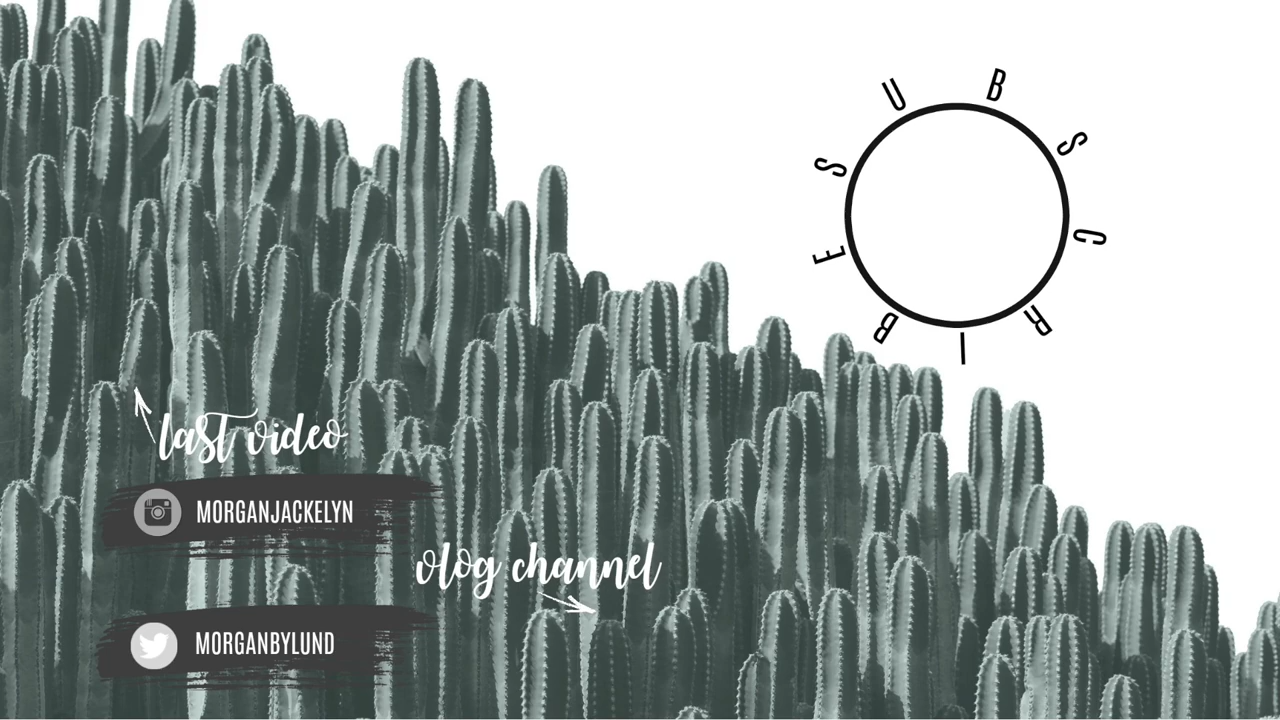 SUBSCRIBE
last video
MORGANJACKELYN
vlog channel
MORGANBYLUND